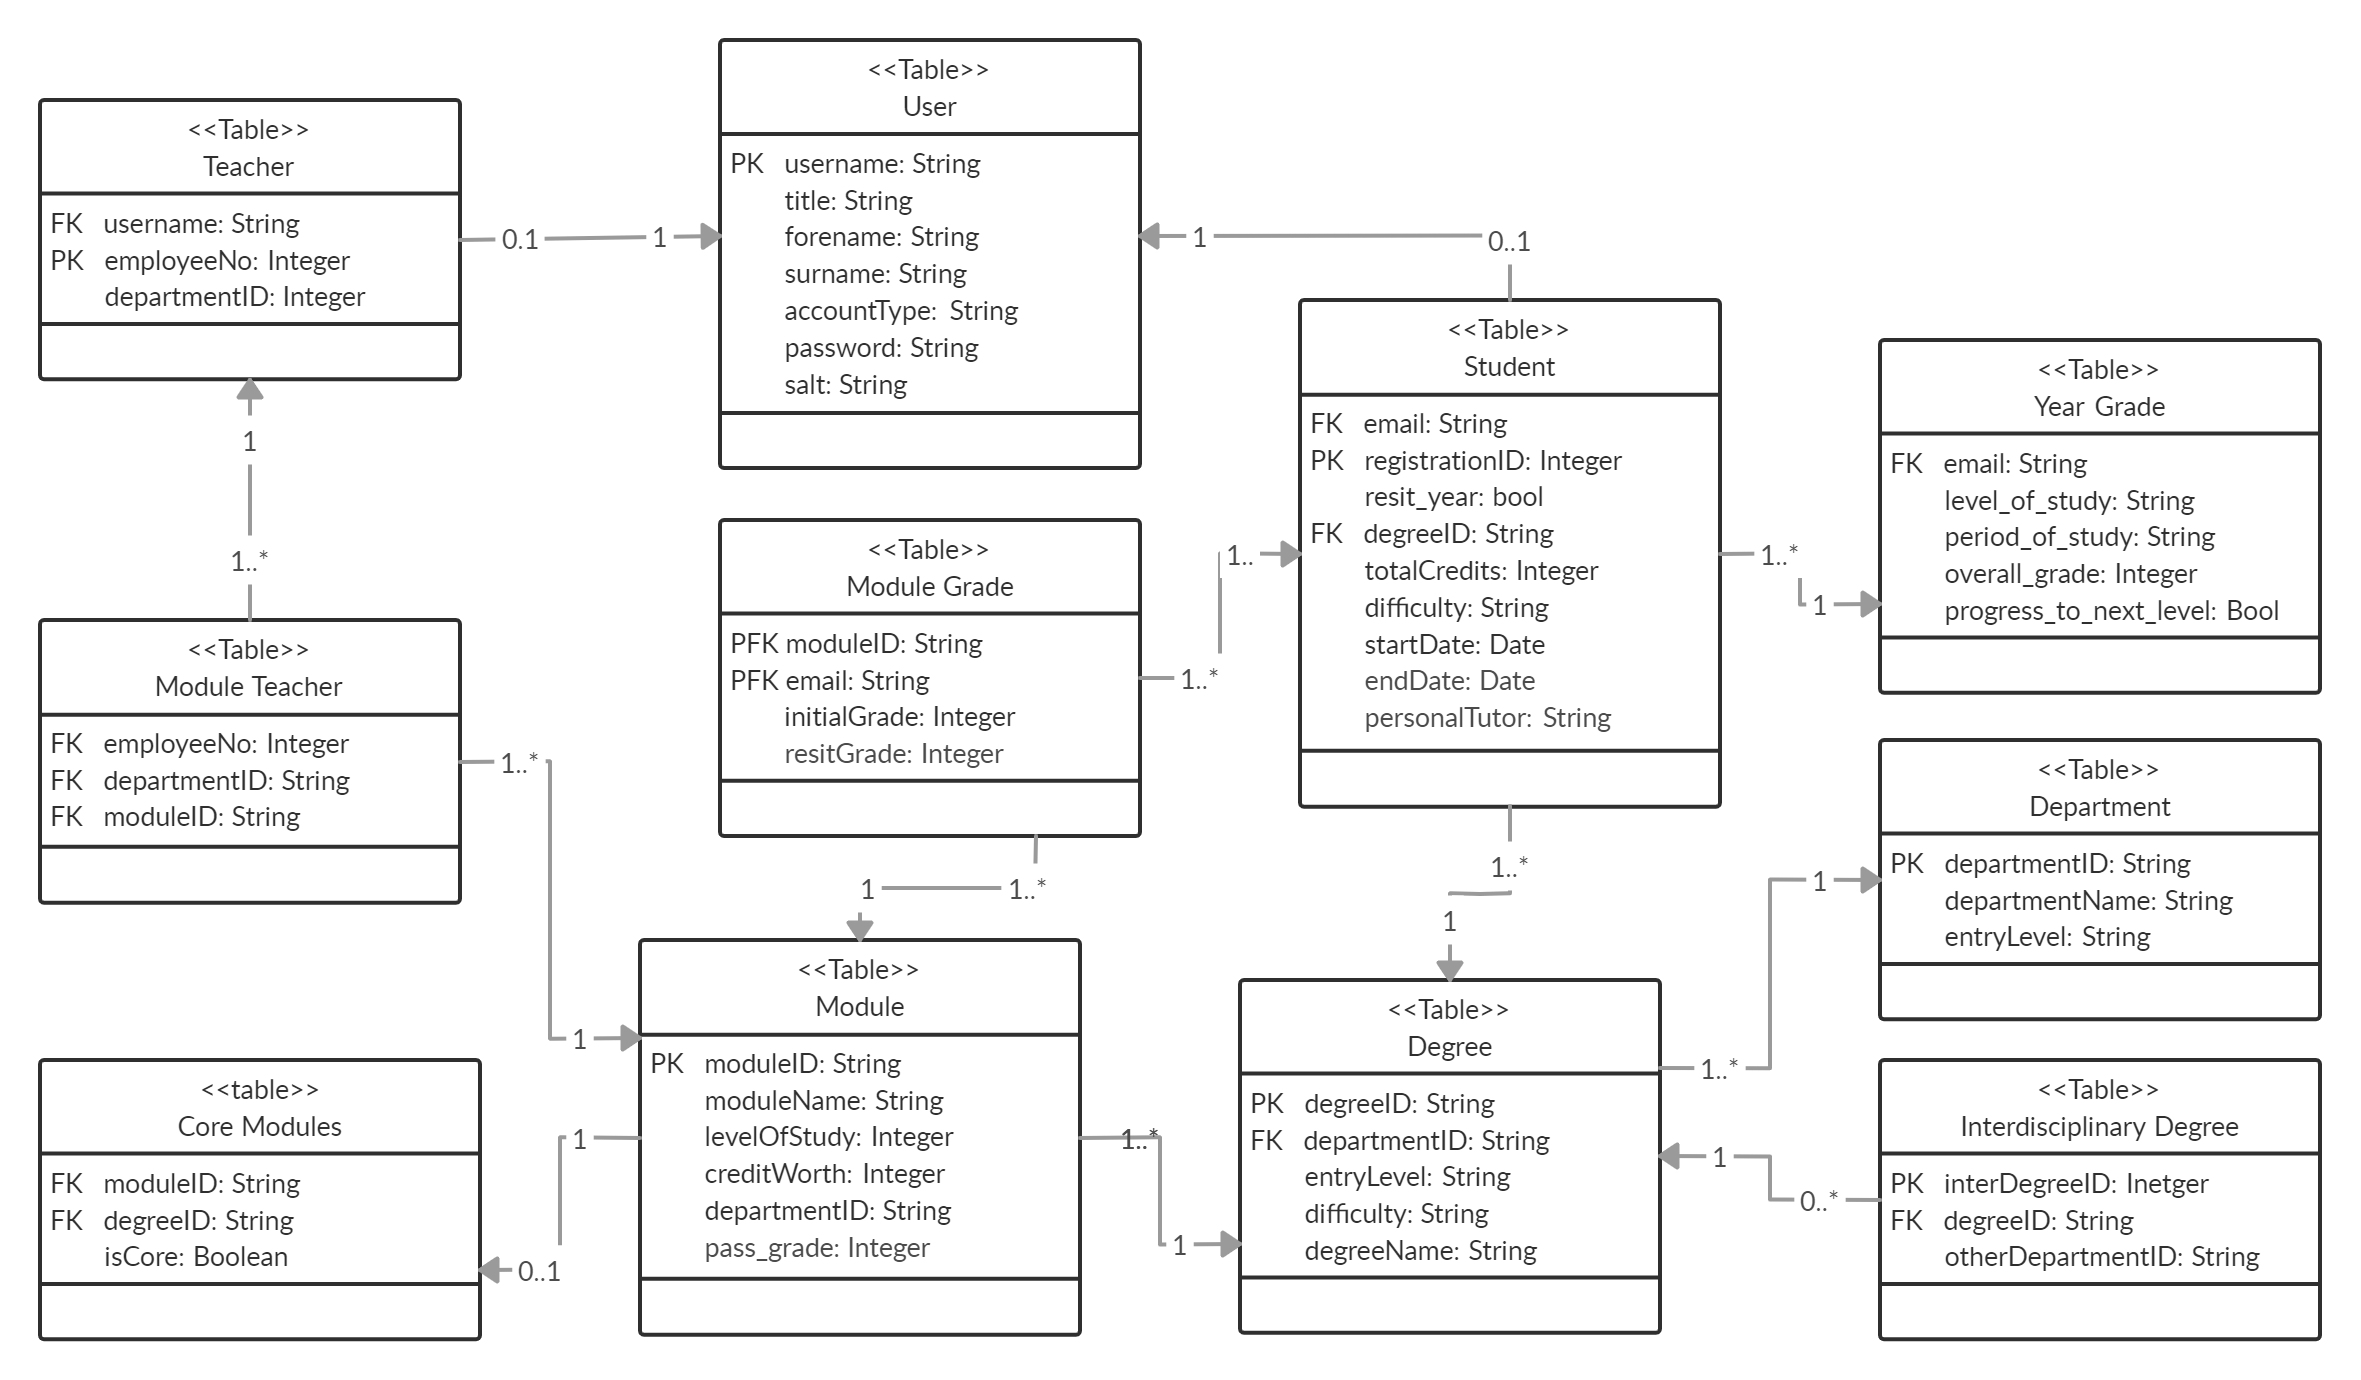 <<Table>>
User
PK username: String
title: String
forename: String
surname: String
accountType: String
password: String
salt: String
<<Table>>
Teacher
FK username: String
PK employeeNo: Integer
departmentID: Integer
0.1
1
1
0..1
<<Table>>
Student
FK email: String
PK registrationID: Integer
resit_year: bool
FK degreeID: String
totalCredits: Integer
difficulty: String
startDate: Date
endDate: Date
personalTutor: String
<<Table>>
Year Grade
FK email: String
level_of_study: String
period_of_study: String
overall_grade: Integer
progress_to_next_level: Bool
1
1..*
<<Table>>
Module Grade
PFK moduleID: String
PFK email: String
initialGrade: Integer
resitGrade: Integer
1..
1..*
1..*
1
<<Table>>
Module Teacher
FK employeeNo: Integer
FK departmentID: String
FK moduleID: String
1..*
1
1
1..*
1..*
1
<<Table>>
Department
PK departmentID: String
departmentName: String
entryLevel: String
1
1..*
<<Table>>
Module
PK moduleID: String
moduleName: String
levelOfStudy: Integer
creditWorth: Integer
departmentID: String
pass_grade: Integer
<<Table>>
Degree
PK degreeID: String
FK departmentID: String
entryLevel: String
difficulty: String
degreeName: String
<<table>>
Core Modules
FK moduleID: String
FK degreeID: String
isCore: Boolean
1
0..1
1..*
1
<<Table>>
Interdisciplinary Degree
PK interDegreeID: Inetger
FK degreeID: String
otherDepartmentID: String
1
0..*